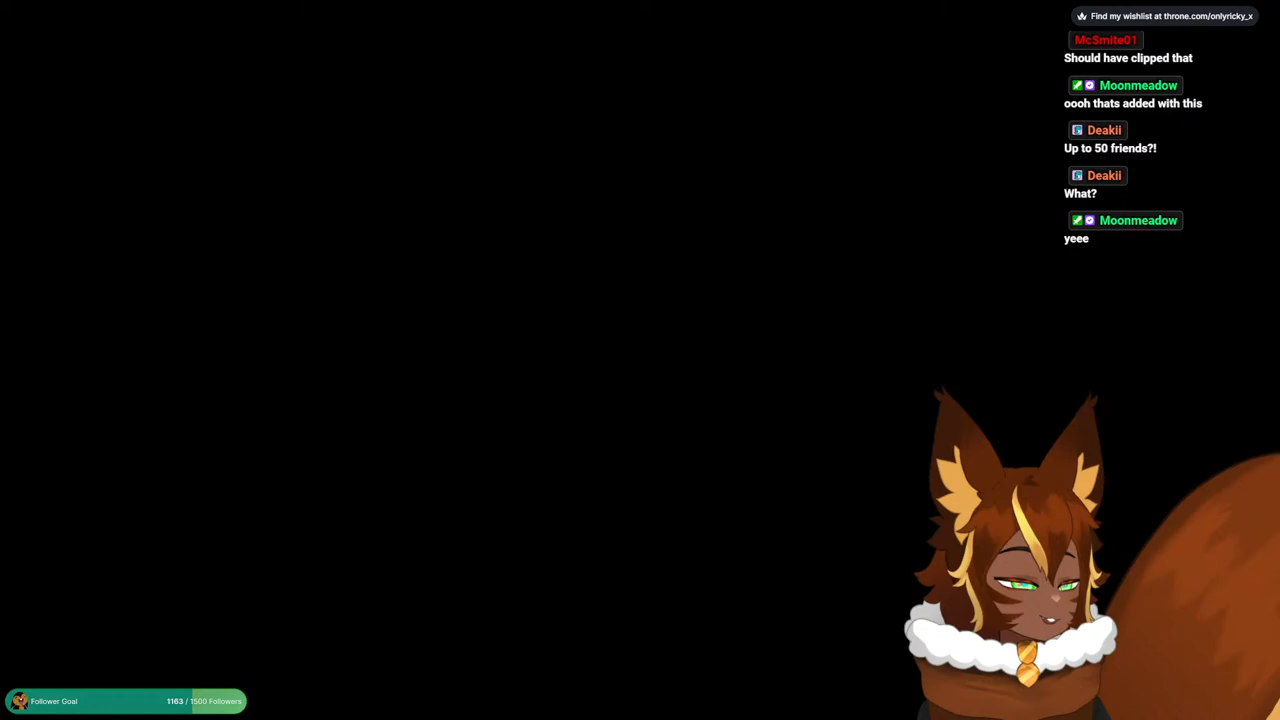 Find my wishlist at throne.com/onlyricky_x
McSmite01
Should have clipped that
Moonmeadow
oooh thats added with this
Deakii
Up to 50 friends?!
Deakii
What?
Moonmeadow
yeee
Follower Goal 1163 / 1500 Followers